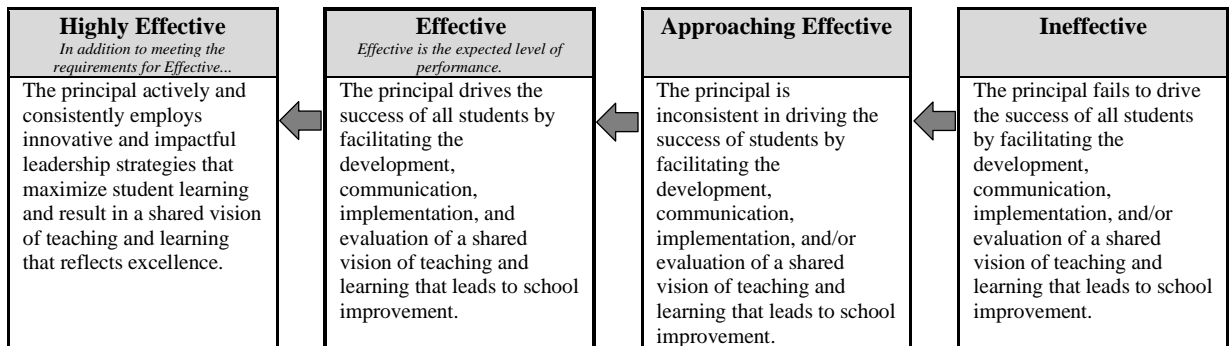 Highly Effective
In addition to meeting the
requirements for Effective...
The principal actively and
consistently employs
innovative and impactful
leadership strategies that
maximize student learning
and result in a shared vision
of teaching and learning
that reflects excellence.
Effective
Effective is the expected level of
performance.
The principal drives the
success of all students by
facilitating the
development,
communication,
implementation, and
evaluation of a shared
vision of teaching and
learning that leads to school
improvement.
Approaching Effective
The principal is
inconsistent in driving the
success of students by
facilitating the
development,
communication,
implementation, and/or
evaluation of a shared
vision of teaching and
learning that leads to school
improvement.
Ineffective
The principal fails to drive
the success of all students
by facilitating the
development,
communication,
implementation, and/or
evaluation of a shared
vision of teaching and
learning that leads to school
improvement.